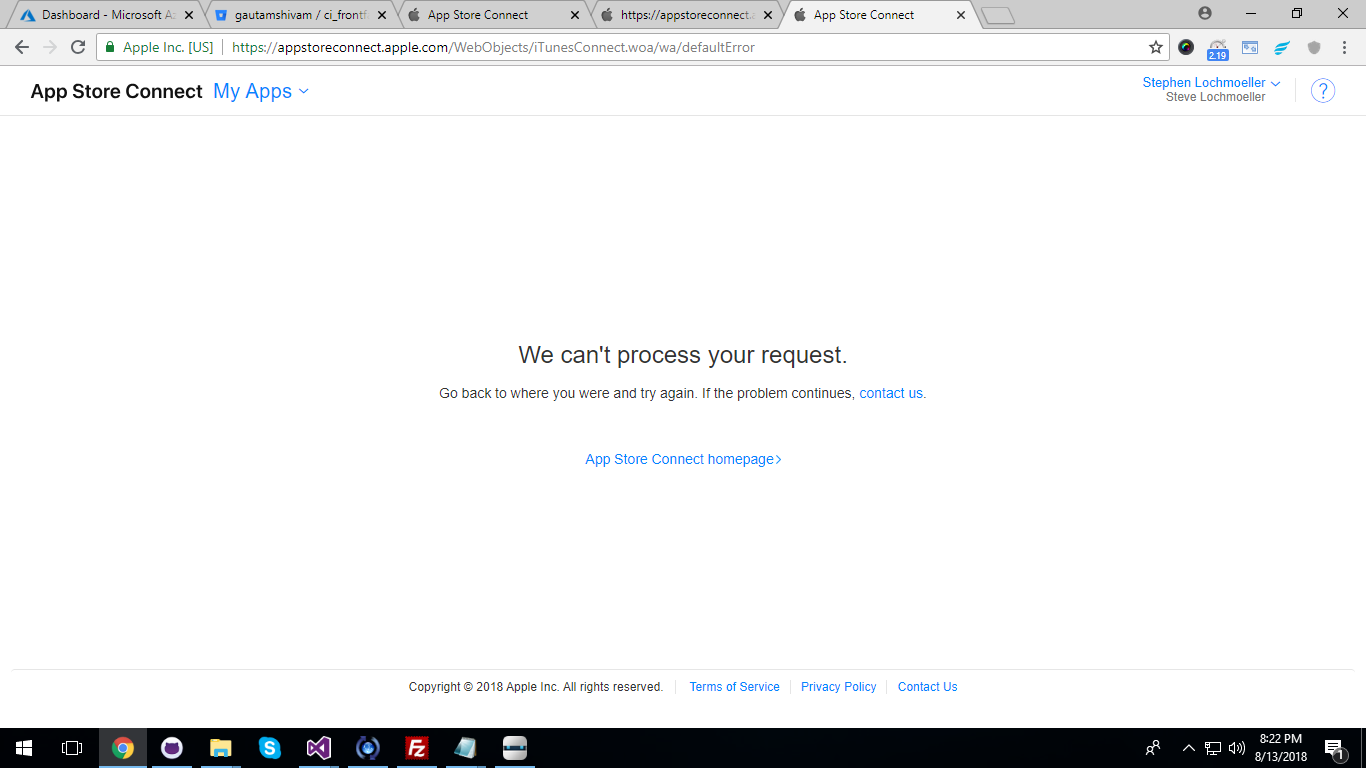 Dashboard - Microsoft Az
gautamshivam / ci_frontf
App Store Connect
https://appstoreconnect.
App Store Connect
Apple Inc. [US]
https://appstoreconnect.apple.com/WebObjects/iTunesConnect.woa/wa/defaultError
2.19
App Store Connect My Apps
Stephen Lochmoeller
Steve Lochmoeller
?
We can't process your request.
Go back to where you were and try again. If the problem continues, contact us.
App Store Connect homepage
Copyright © 2018 Apple Inc. All rights reserved.
Terms of Service
Privacy Policy
Contact Us
Fz
8:22 PM
8/13/2018
1